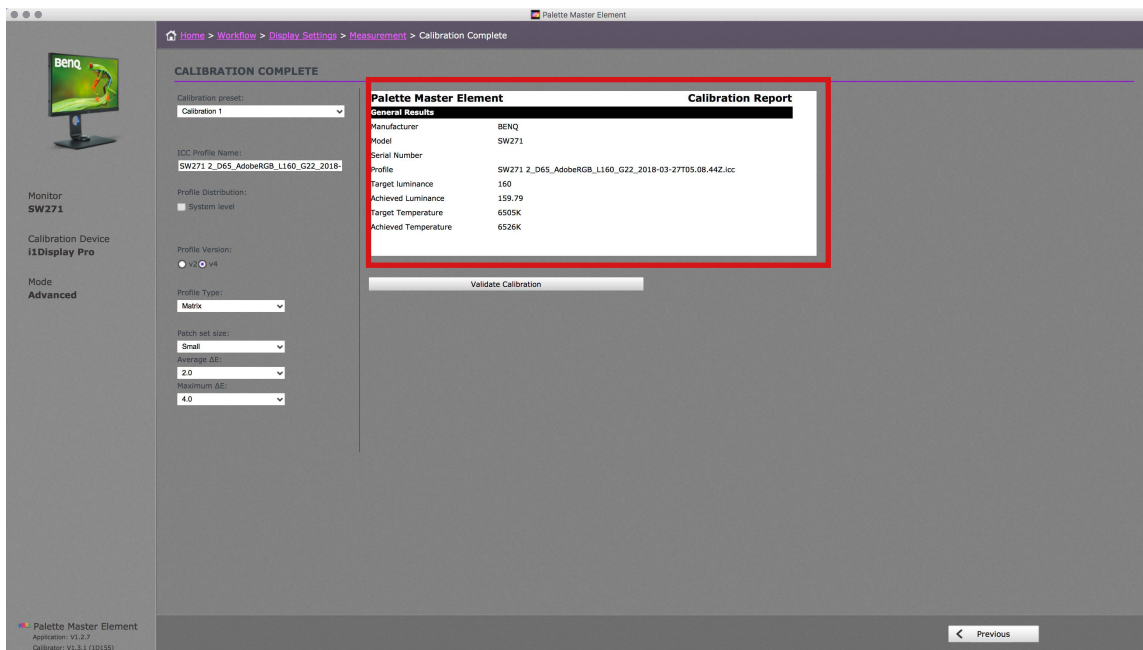 Palette Master Element
Home > Workflow > Display Settings > Measurement > Calibration Complete
BenQ
CALIBRATION COMPLETE
Calibration preset:
Calibration 1
ICC Profile Name:
SW271 2_D65_AdobeRGB_L160_G22_2018-
Profile Distribution:
System level
Profile Version:
v2 v4
Profile Type:
Matrix
Patch set size:
Small
Average ΔE:
2.0
Maximum ΔE:
4.0
Monitor
SW271
Calibration Device
i1Display Pro
Mode
Advanced
Palette Master Element Calibration Report
General Results
Manufacturer BENQ
Model SW271
Serial Number
Profile SW271 2_D65_AdobeRGB_L160_G22_2018-03-27T05.08.44Z.icc
Target luminance 160
Achieved Luminance 159.79
Target Temperature 6505K
Achieved Temperature 6526K
Validate Calibration
Palette Master Element
Application: V1.2.7
Calibrator: V1.3.1 (10155)
Previous